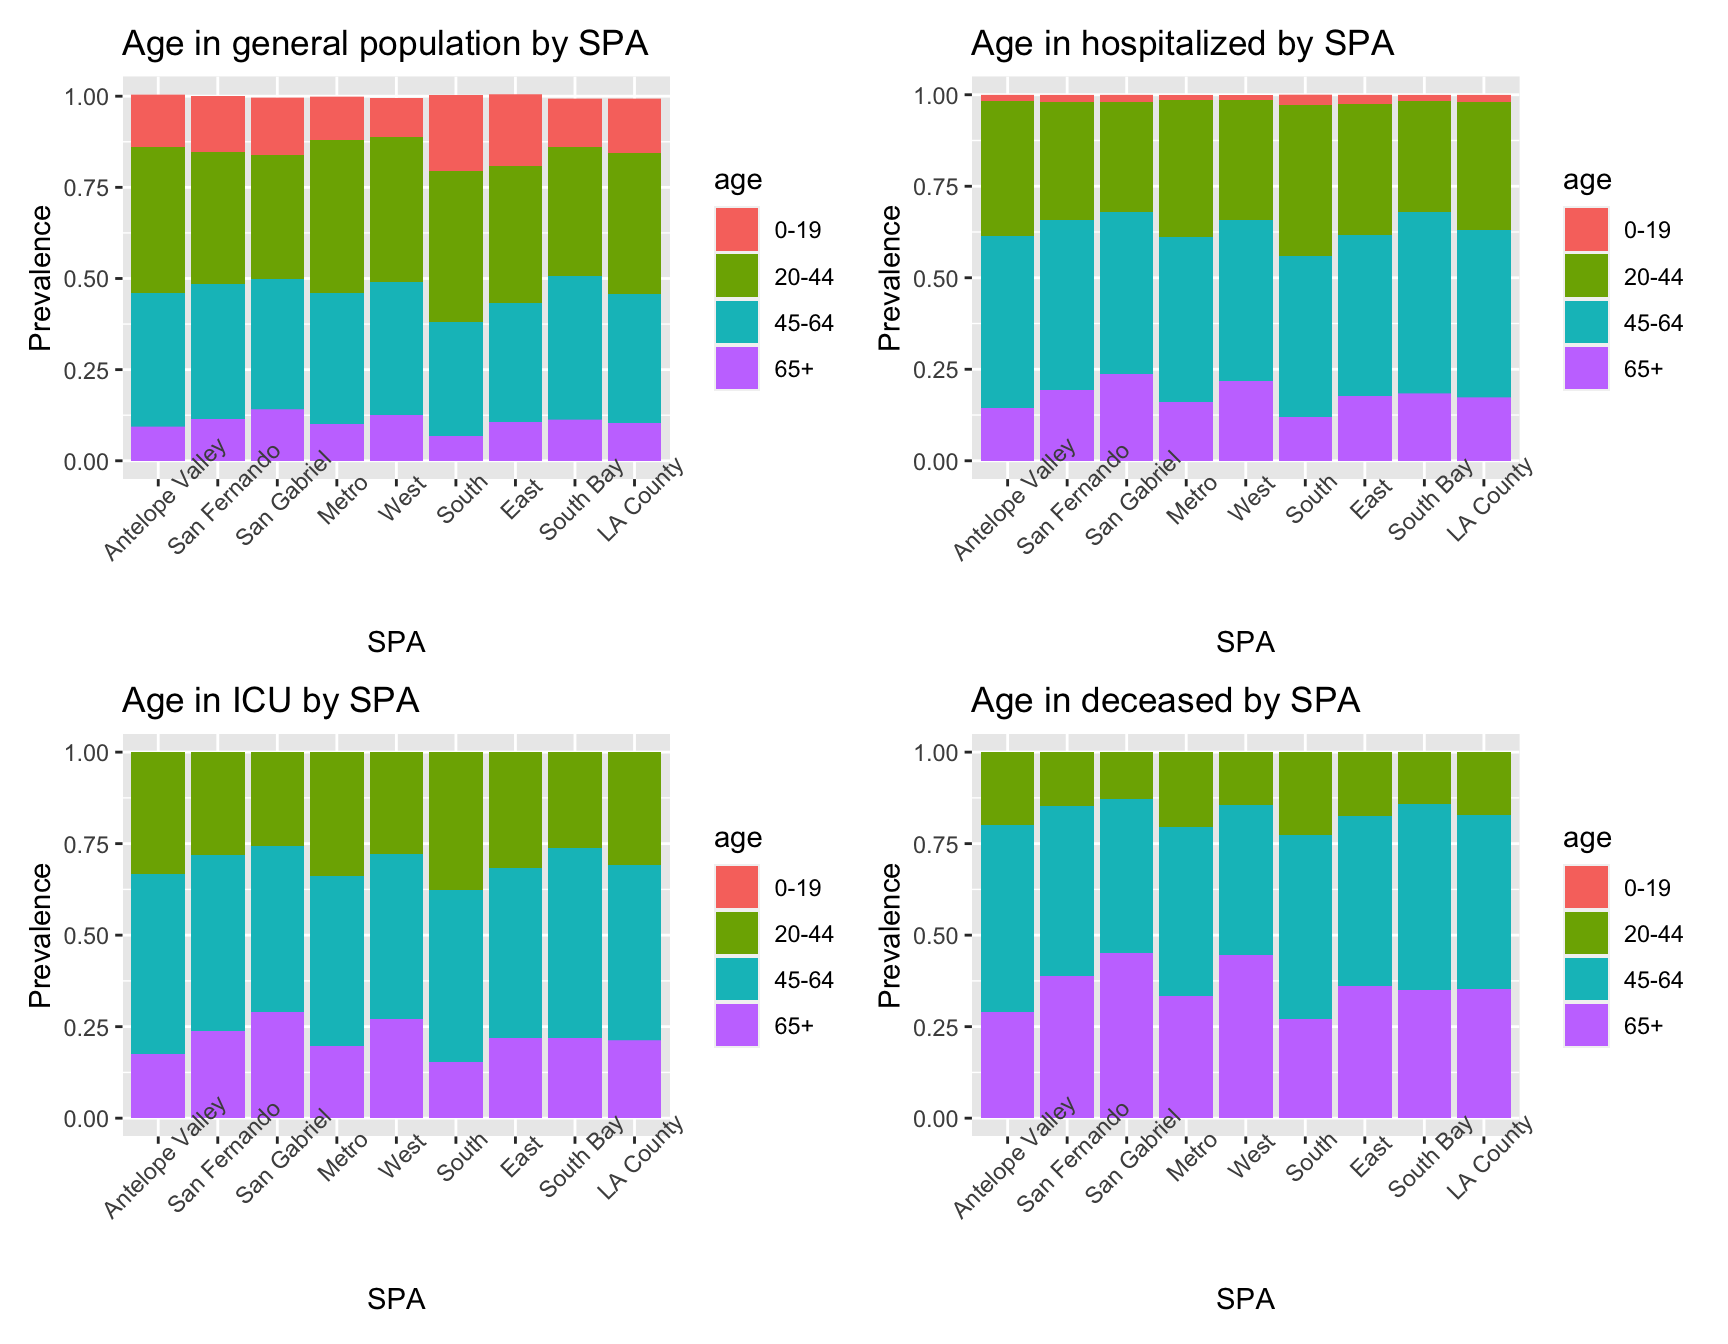 Age in general population by SPA
Prevalence
1.00
0.75
0.50
0.25
0.00
Antelope Valley
San Fernando
San Gabriel
Metro
West
South
East
South Bay
LA County
SPA
age
0-19
20-44
45-64
65+
Age in hospitalized by SPA
Prevalence
1.00
0.75
0.50
0.25
0.00
Antelope Valley
San Fernando
San Gabriel
Metro
West
South
East
South Bay
LA County
SPA
age
0-19
20-44
45-64
65+
Age in ICU by SPA
Prevalence
1.00
0.75
0.50
0.25
0.00
Antelope Valley
San Fernando
San Gabriel
Metro
West
South
East
South Bay
LA County
SPA
age
0-19
20-44
45-64
65+
Age in deceased by SPA
Prevalence
1.00
0.75
0.50
0.25
0.00
Antelope Valley
San Fernando
San Gabriel
Metro
West
South
East
South Bay
LA County
SPA
age
0-19
20-44
45-64
65+